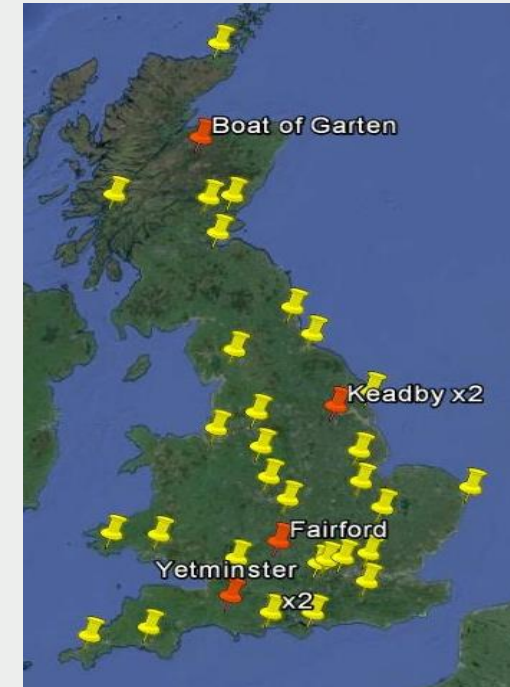 Boat of Garten
Keadby x2
Fairford
Yetminster
x2